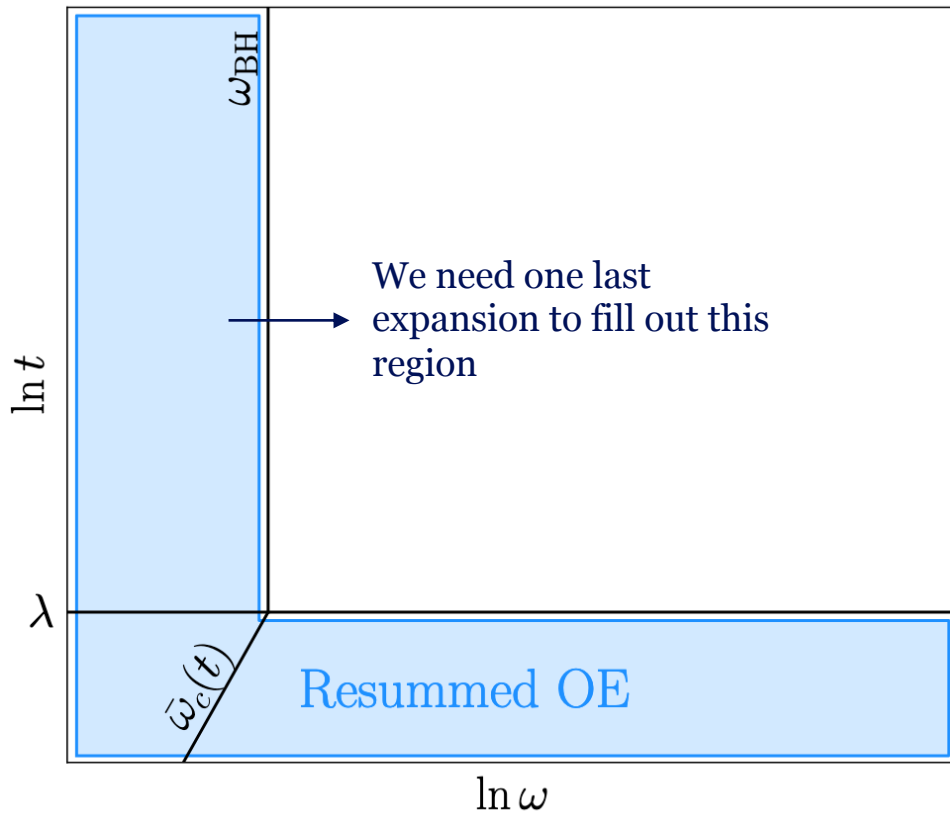 ω_BH
We need one last
expansion to fill out this
region
ln t
λ
ω̄_c(t)
Resummed OE
ln ω